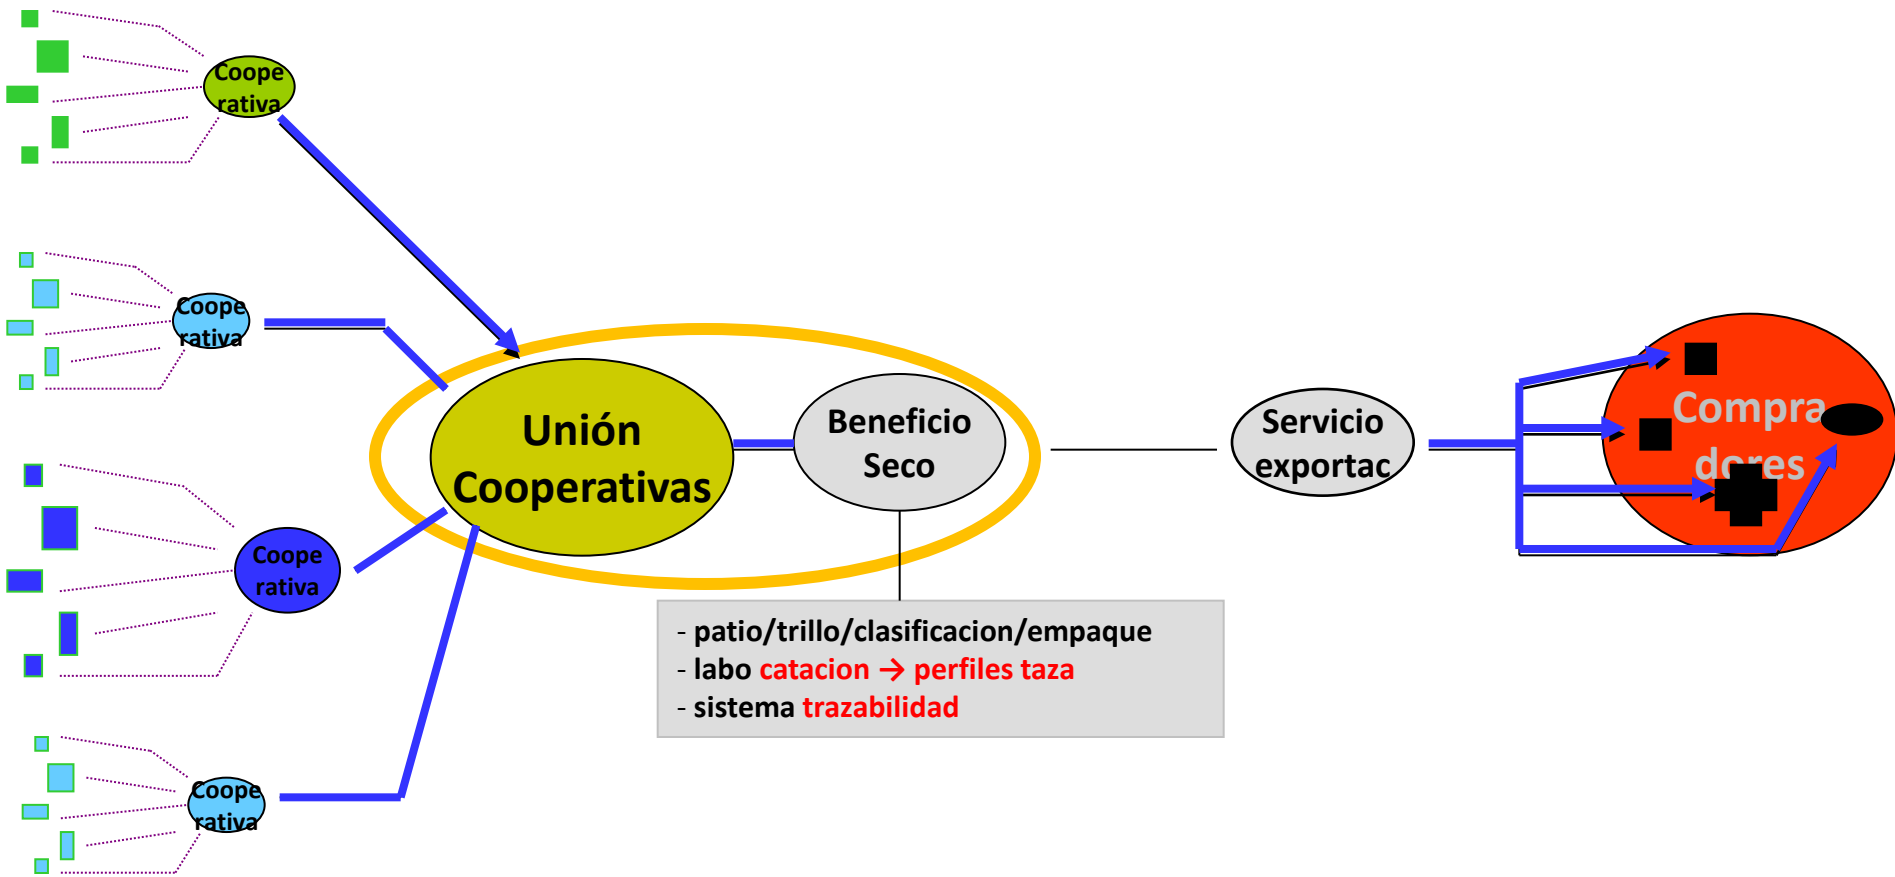 Coope
rativa
Coope
rativa
Unión
Cooperativas
Beneficio
Seco
Servicio
exportac
Compra
dores
Coope
rativa
- patio/trillo/clasificacion/empaque
- labo catacion → perfiles taza
- sistema trazabilidad
Coope
rativa